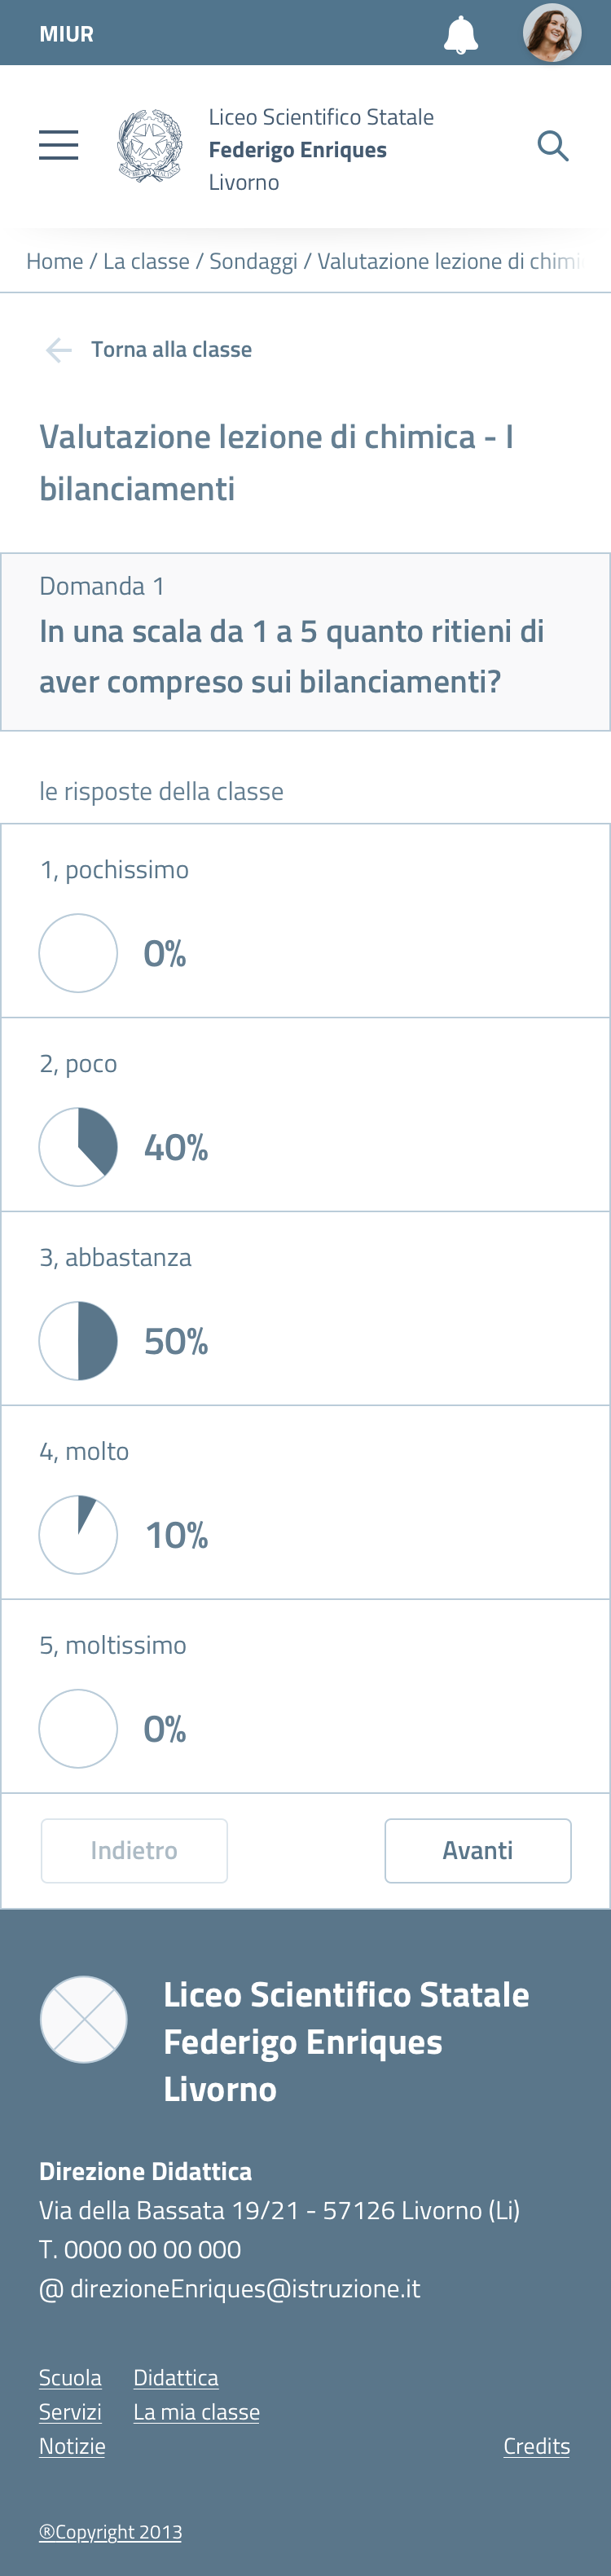 MIUR
Liceo Scientifico Statale
Federigo Enriques
Livorno
Home / La classe / Sondaggi / Valutazione lezione di chimi
Torna alla classe
Valutazione lezione di chimica - I
bilanciamenti
Domanda 1
In una scala da 1 a 5 quanto ritieni di
aver compreso sui bilanciamenti?
le risposte della classe
1, pochissimo
0%
2, poco
40%
3, abbastanza
50%
4, molto
10%
5, moltissimo
0%
Indietro Avanti
Liceo Scientifico Statale
Federigo Enriques
Livorno
Direzione Didattica
Via della Bassata 19/21 - 57126 Livorno (Li)
T. 0000 00 00 000
@ direzioneEnriques@istruzione.it
Scuola Didattica
Servizi La mia classe
Notizie Credits
®Copyright 2013